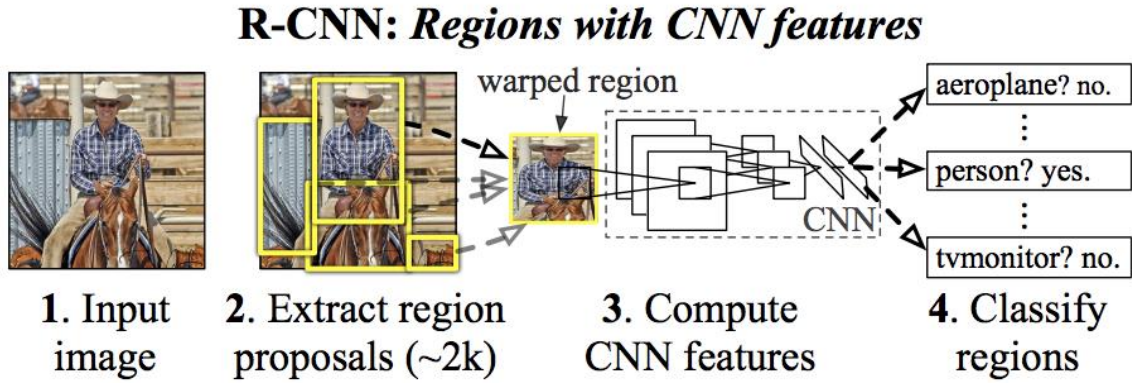 R-CNN: Regions with CNN features
warped region
aeroplane? no.
⋮
person? yes.
⋮
tvmonitor? no.
CNN
1. Input
image
2. Extract region
proposals (~2k)
3. Compute
CNN features
4. Classify
regions